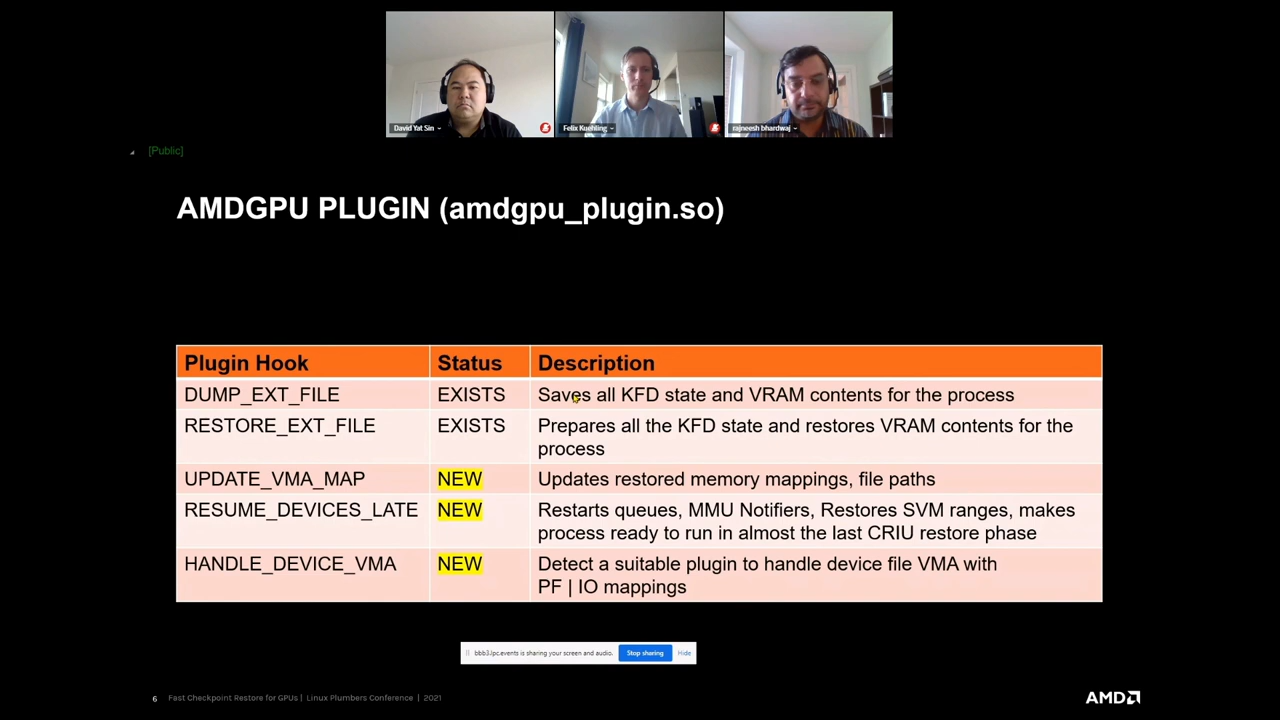 David Yat Sin
Felix Kuehling
rajneesh bhardwaj
[Public]
AMDGPU PLUGIN (amdgpu_plugin.so)
Plugin Hook Status Description
DUMP_EXT_FILE EXISTS Saves all KFD state and VRAM contents for the process
RESTORE_EXT_FILE EXISTS Prepares all the KFD state and restores VRAM contents for the
process
UPDATE_VMA_MAP NEW Updates restored memory mappings, file paths
RESUME_DEVICES_LATE NEW Restarts queues, MMU Notifiers, Restores SVM ranges, makes
process ready to run in almost the last CRIU restore phase
HANDLE_DEVICE_VMA NEW Detect a suitable plugin to handle device file VMA with
PF | IO mappings
bbb3.lpc.events is sharing your screen and audio. Stop sharing Hide
6 Fast Checkpoint Restore for GPUs | Linux Plumbers Conference | 2021
AMD